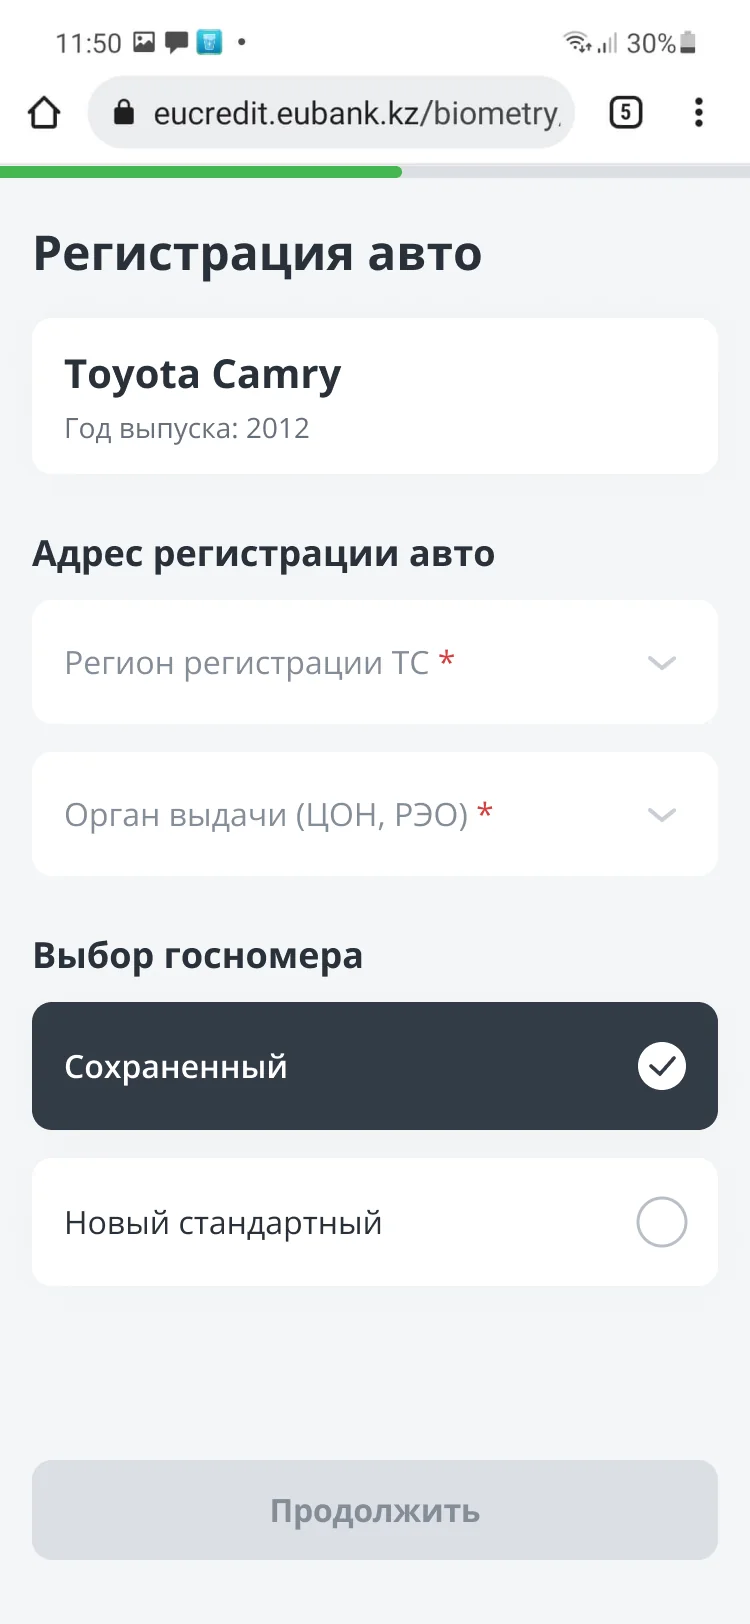 11:50 30%
eucredit.eubank.kz/biometry 5
Регистрация авто
Toyota Camry
Год выпуска: 2012
Адрес регистрации авто
Регион регистрации ТС *
Орган выдачи (ЦОН, РЭО) *
Выбор госномера
Сохраненный
Новый стандартный
Продолжить